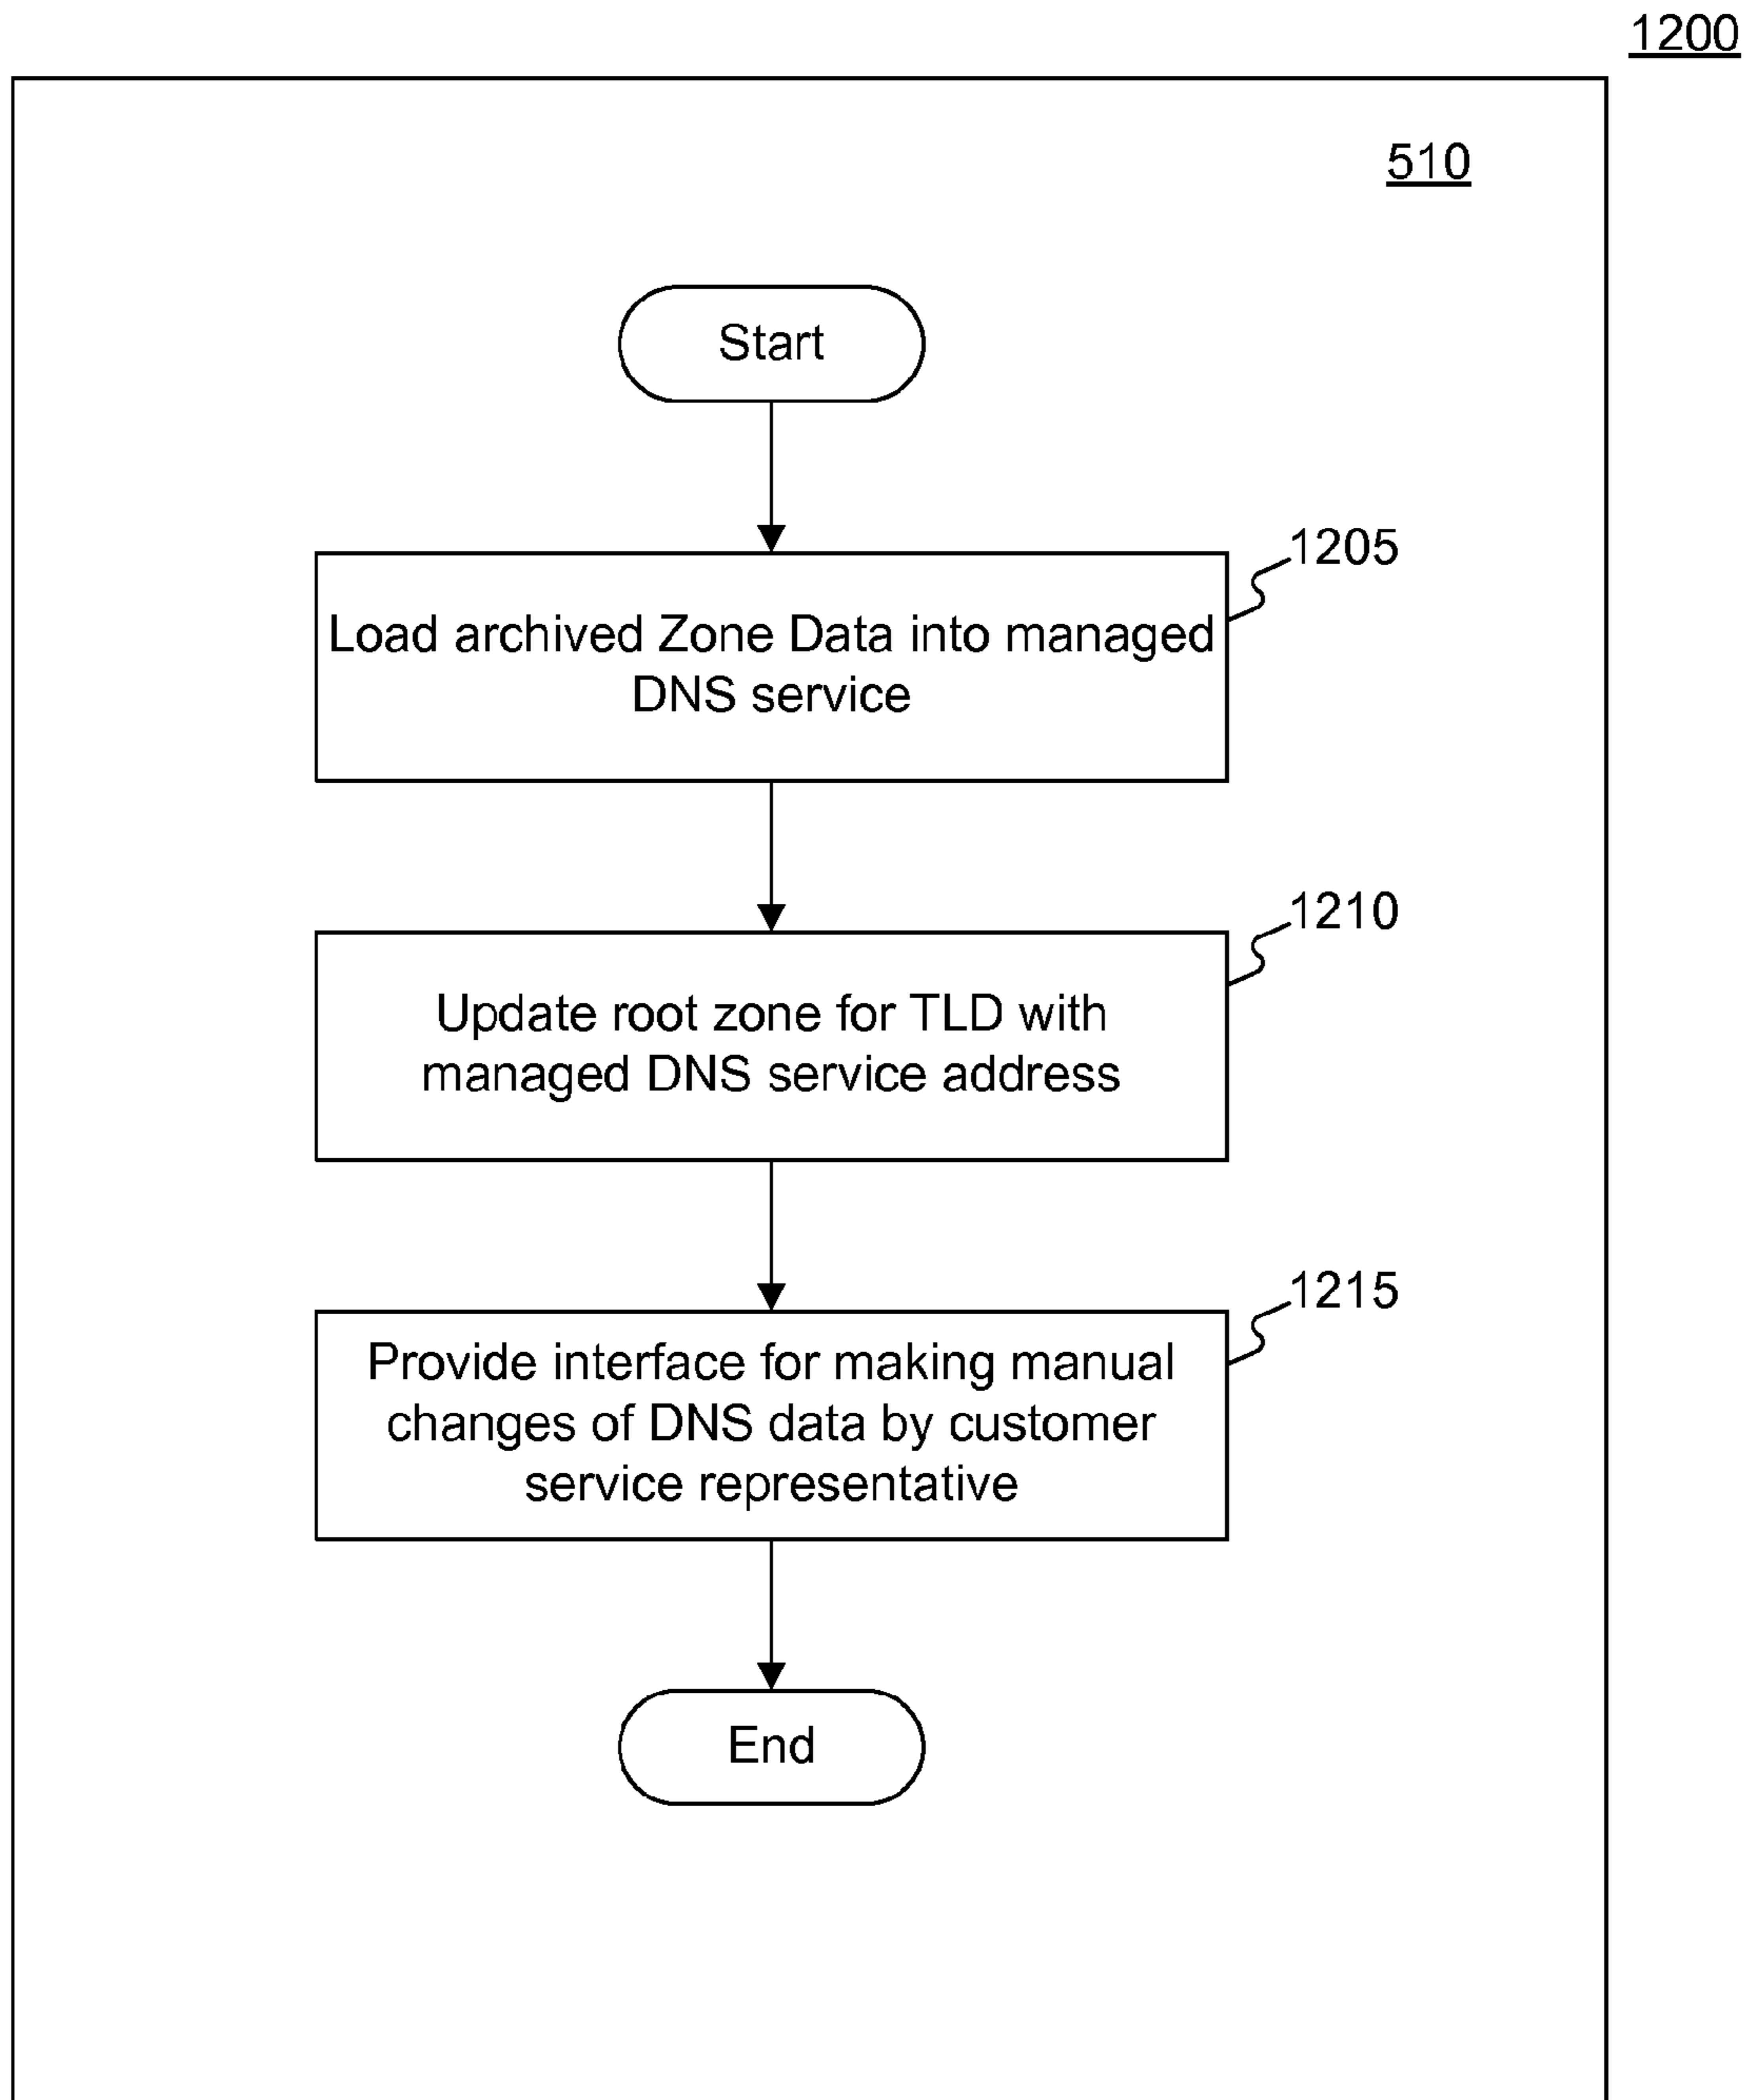 1200
510
Start
1205
Load archived Zone Data into managed
DNS service
1210
Update root zone for TLD with
managed DNS service address
1215
Provide interface for making manual
changes of DNS data by customer
service representative
End